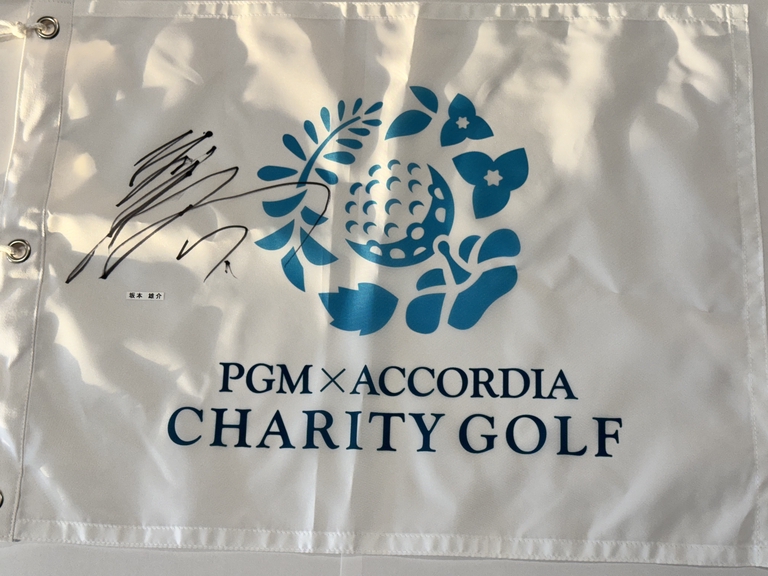 坂本 雄介
PGM×ACCORDIA
CHARITY GOLF